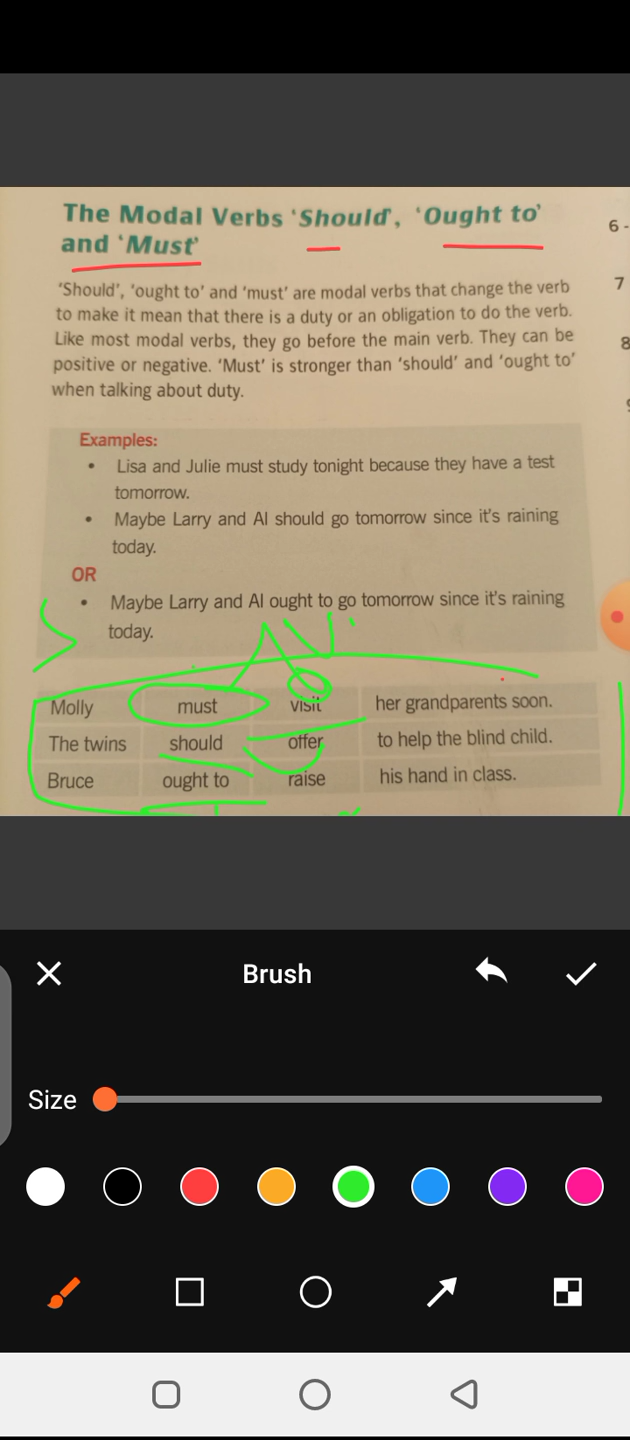 The Modal Verbs ‘Should’, ‘Ought to’
and ‘Must’
6 -
‘Should’, ‘ought to’ and ‘must’ are modal verbs that change the verb
7
to make it mean that there is a duty or an obligation to do the verb.
Like most modal verbs, they go before the main verb. They can be
8
positive or negative. ‘Must’ is stronger than ‘should’ and ‘ought to’
when talking about duty.
Examples:
• Lisa and Julie must study tonight because they have a test
tomorrow.
• Maybe Larry and Al should go tomorrow since it's raining
today.
OR
• Maybe Larry and Al ought to go tomorrow since it's raining
today.
Molly must visit her grandparents soon.
The twins should offer to help the blind child.
Bruce ought to raise his hand in class.
Brush
Size